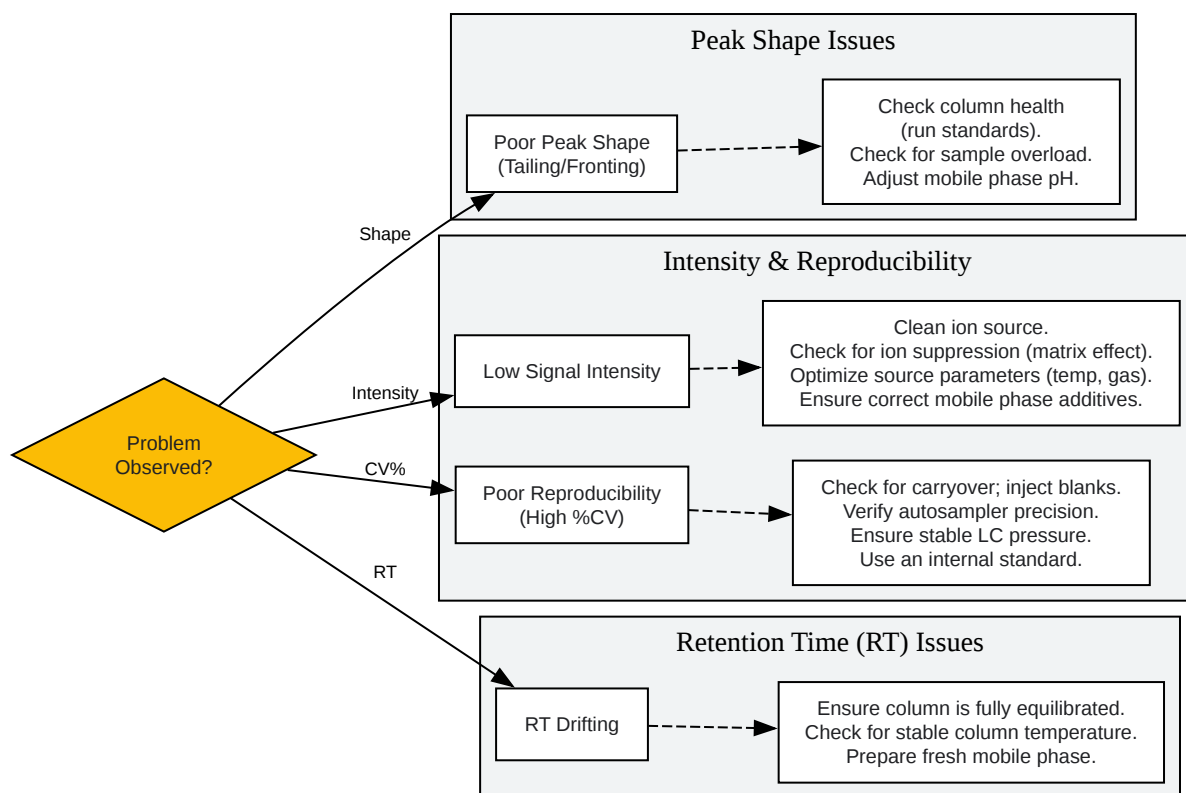 Peak Shape Issues
Poor Peak Shape
(Tailing/Fronting)
Check column health
(run standards).
Check for sample overload.
Adjust mobile phase pH.
Shape
Intensity & Reproducibility
Low Signal Intensity
Clean ion source.
Check for ion suppression (matrix effect).
Optimize source parameters (temp, gas).
Ensure correct mobile phase additives.
Intensity
Problem
Observed?
CV%
Poor Reproducibility
(High %CV)
Check for carryover; inject blanks.
Verify autosampler precision.
Ensure stable LC pressure.
Use an internal standard.
RT
Retention Time (RT) Issues
RT Drifting
Ensure column is fully equilibrated.
Check for stable column temperature.
Prepare fresh mobile phase.